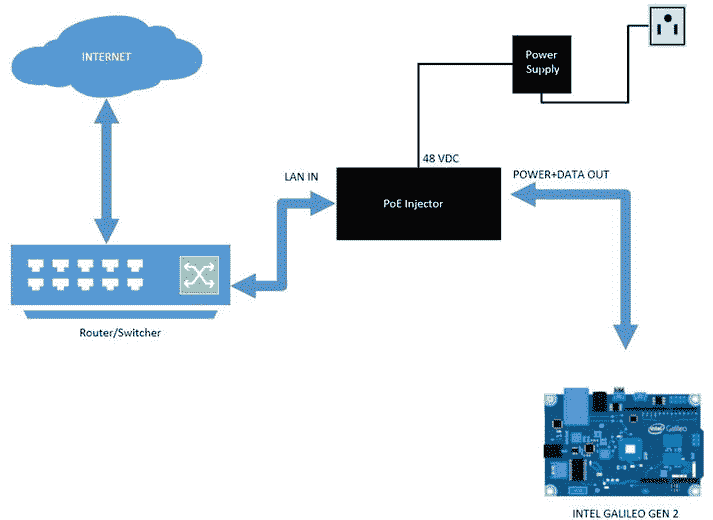 INTERNET
Power
Supply
48 VDC
LAN IN
POWER+DATA OUT
PoE Injector
Router/Switcher
intel Galileo
INTEL GALILEO GEN 2